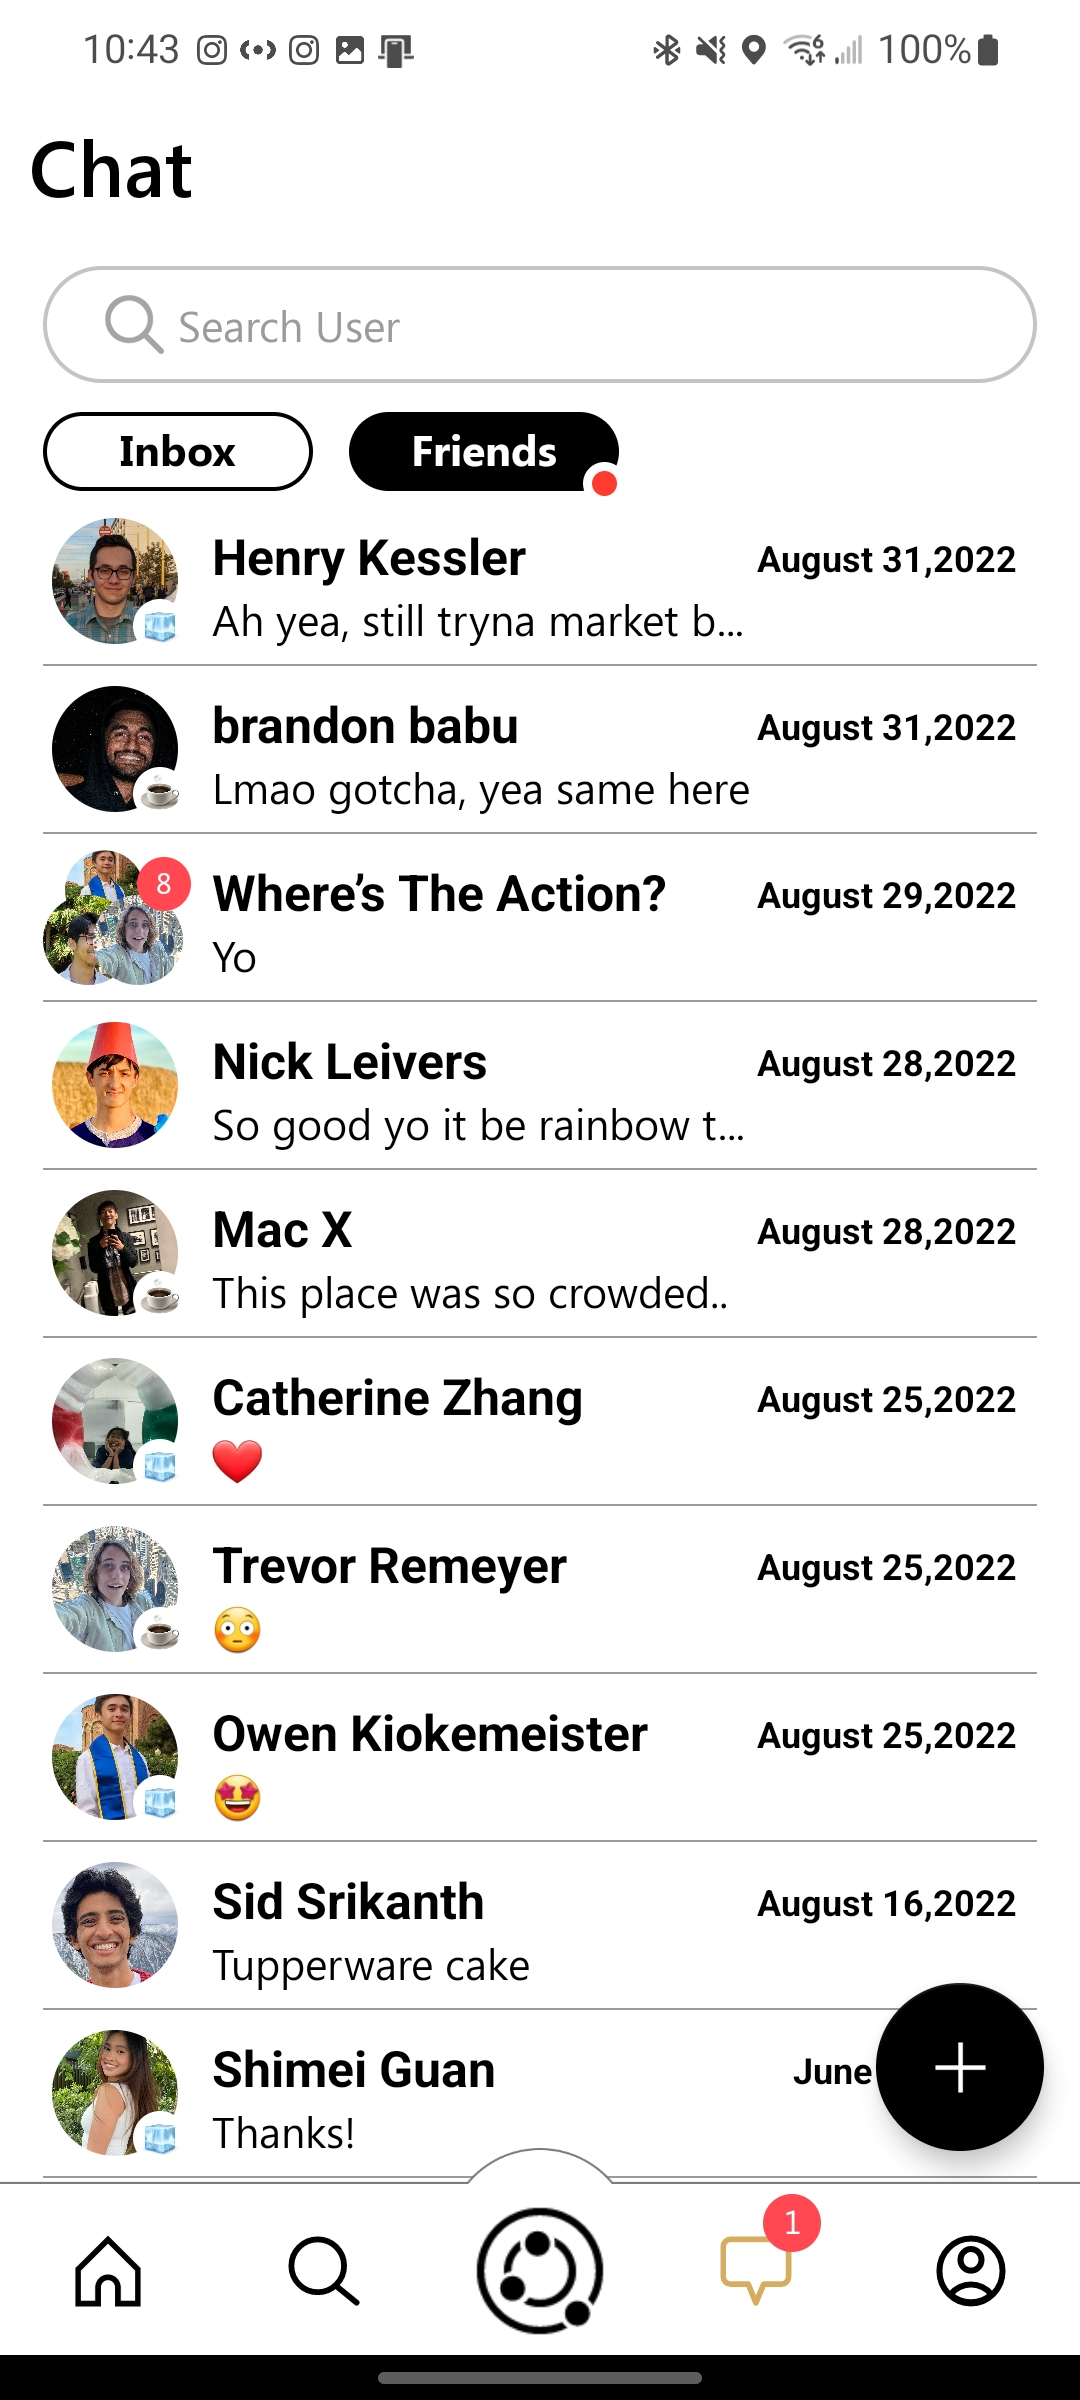 10:43 100%
Chat
Search User
Inbox Friends
Henry Kessler August 31,2022
Ah yea, still tryna market b...
brandon babu August 31,2022
Lmao gotcha, yea same here
8 Where’s The Action? August 29,2022
Yo
Nick Leivers August 28,2022
So good yo it be rainbow t...
Mac X August 28,2022
This place was so crowded..
Catherine Zhang August 25,2022
❤️
Trevor Remeyer August 25,2022
😳
Owen Kiokemeister August 25,2022
🤩
Sid Srikanth August 16,2022
Tupperware cake
Shimei Guan June
Thanks!
1